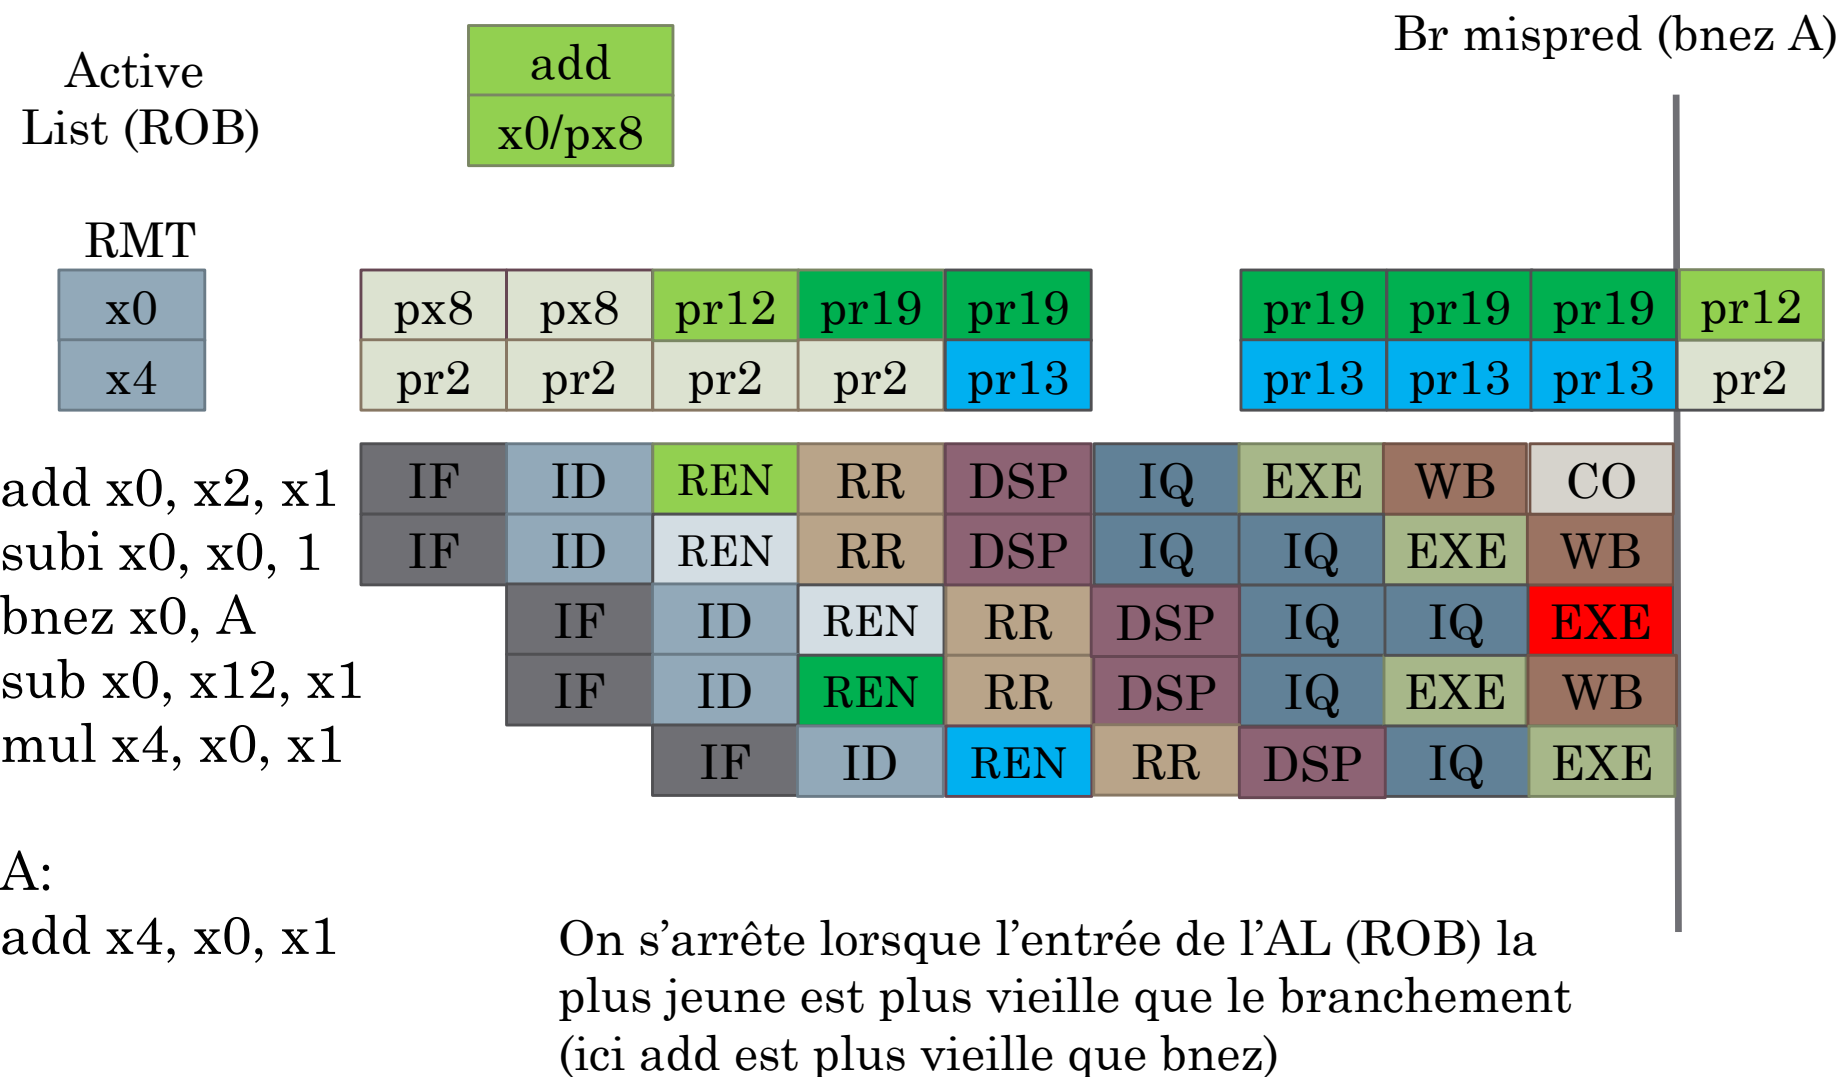 Br mispred (bnez A)
Active
List (ROB)
add
x0/px8
RMT
x0 px8 px8 pr12 pr19 pr19 pr19 pr19 pr19 pr12
x4 pr2 pr2 pr2 pr2 pr13 pr13 pr13 pr13 pr2
add x0, x2, x1 IF ID REN RR DSP IQ EXE WB CO
subi x0, x0, 1 IF ID REN RR DSP IQ IQ EXE WB
bnez x0, A IF ID REN RR DSP IQ IQ EXE
sub x0, x12, x1 IF ID REN RR DSP IQ EXE WB
mul x4, x0, x1 IF ID REN RR DSP IQ EXE
A:
add x4, x0, x1
On s’arrête lorsque l’entrée de l’AL (ROB) la
plus jeune est plus vieille que le branchement
(ici add est plus vieille que bnez)